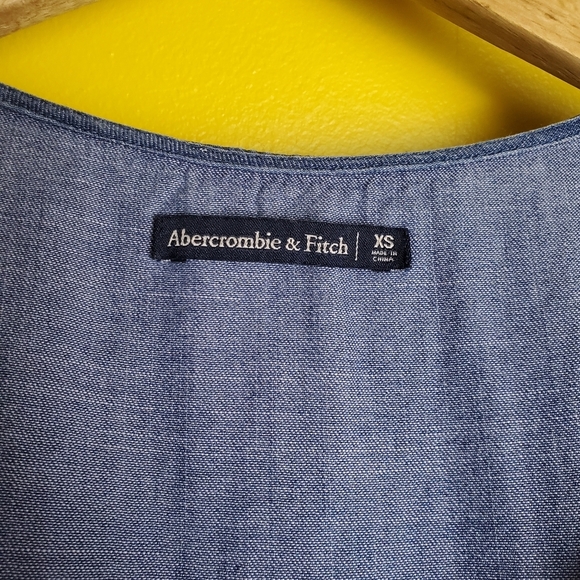 Abercrombie & Fitch | XS
MADE IN
CHINA